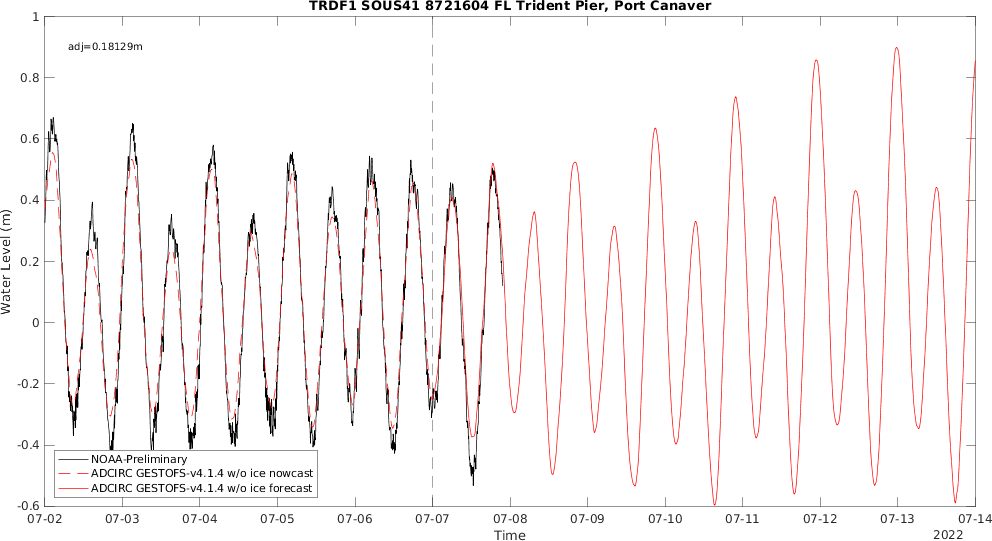 TRDF1 SOUS41 8721604 FL Trident Pier, Port Canaver
adj=0.18129m
Water Level (m)
1
0.8
0.6
0.4
0.2
0
-0.2
-0.4
-0.6
NOAA-Preliminary
ADCIRC GESTOFS-v4.1.4 w/o ice nowcast
ADCIRC GESTOFS-v4.1.4 w/o ice forecast
07-02 07-03 07-04 07-05 07-06 07-07 07-08 07-09 07-10 07-11 07-12 07-13 07-14
Time
2022